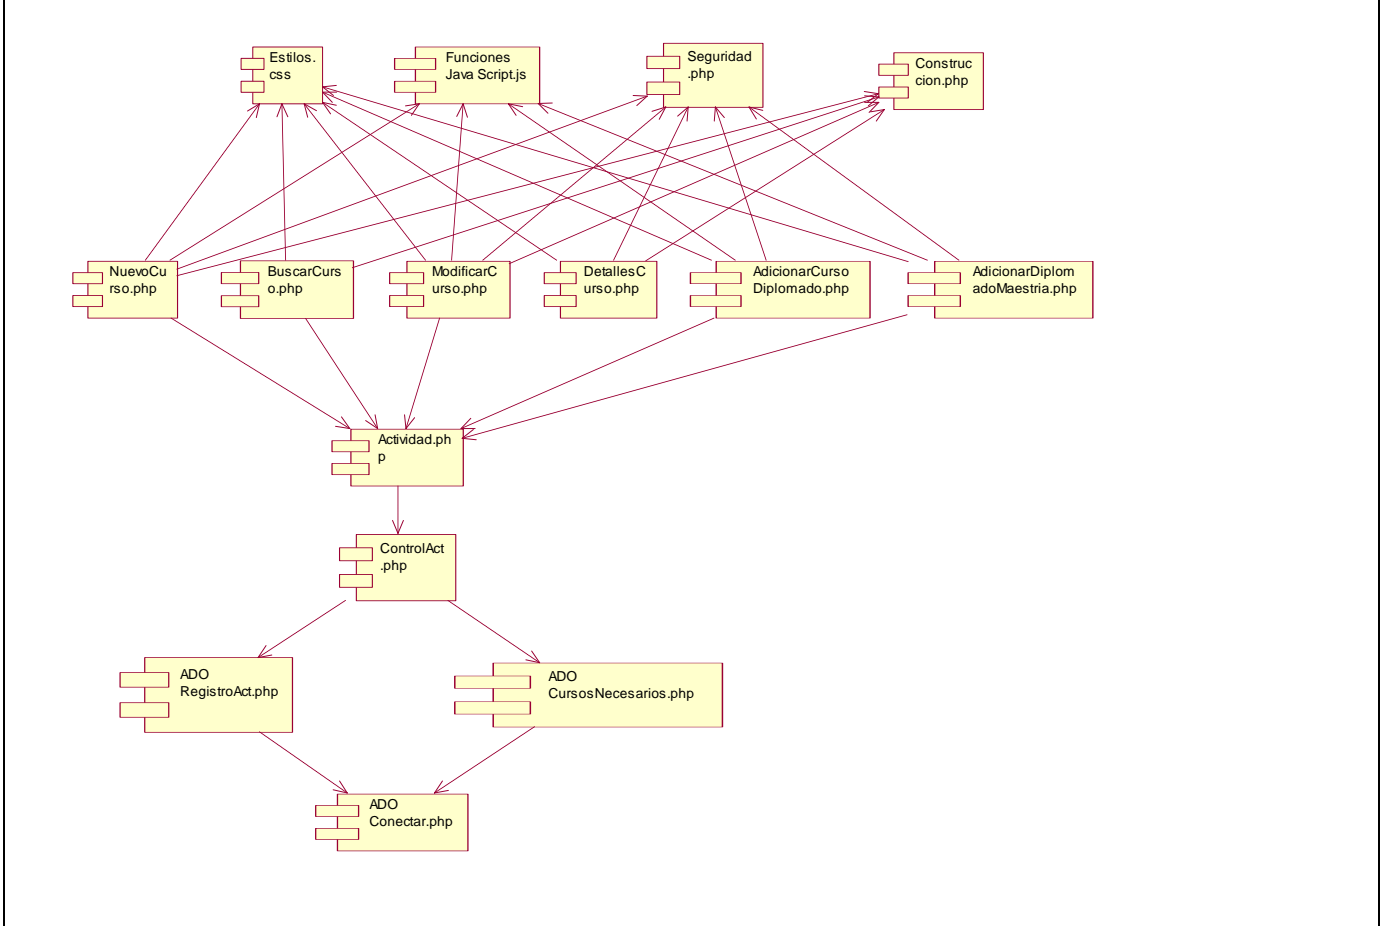 Estilos.
css
Funciones
Java Script.js
Seguridad
.php
Construc
cion.php
NuevoCu
rso.php
BuscarCurs
o.php
ModificarC
urso.php
DetallesC
urso.php
AdicionarCurso
Diplomado.php
AdicionarDiplom
adoMaestria.php
Actividad.ph
p
ControlAct
.php
ADO
RegistroAct.php
ADO
CursosNecesarios.php
ADO
Conectar.php